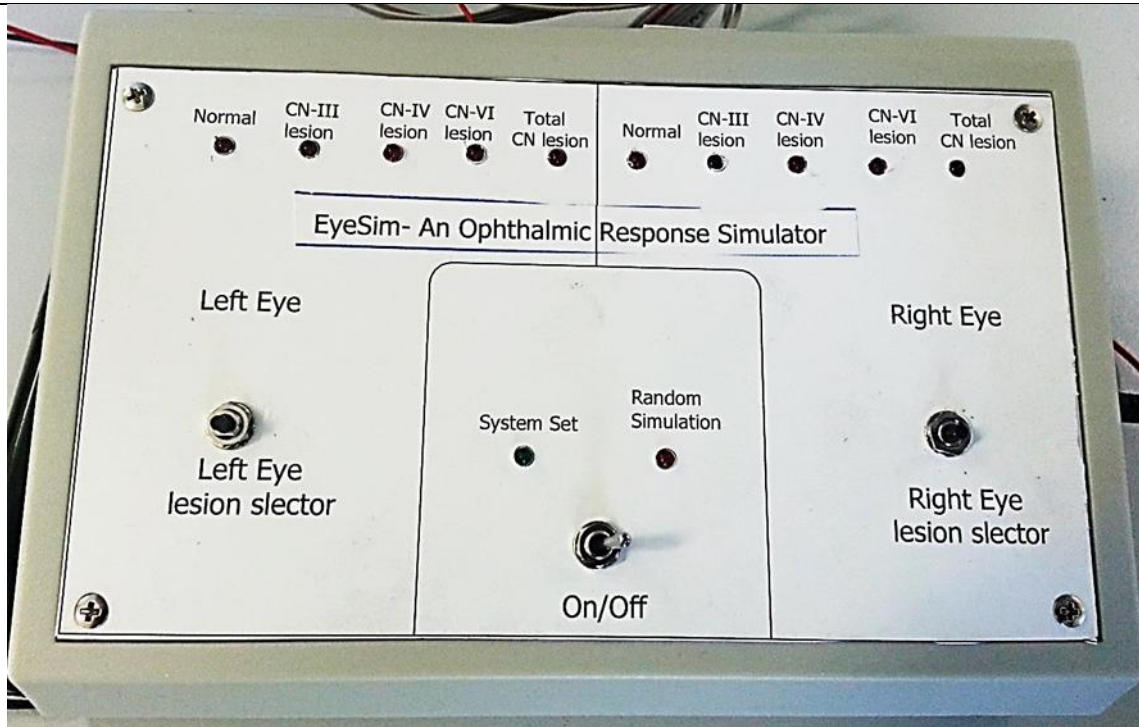 Normal
CN-III
lesion
CN-IV
lesion
CN-VI
lesion
Total
CN lesion
Normal
CN-III
lesion
CN-IV
lesion
CN-VI
lesion
Total
CN lesion
EyeSim- An Ophthalmic Response Simulator
Left Eye
Right Eye
System Set
Random
Simulation
Left Eye
lesion slector
Right Eye
lesion slector
On/Off